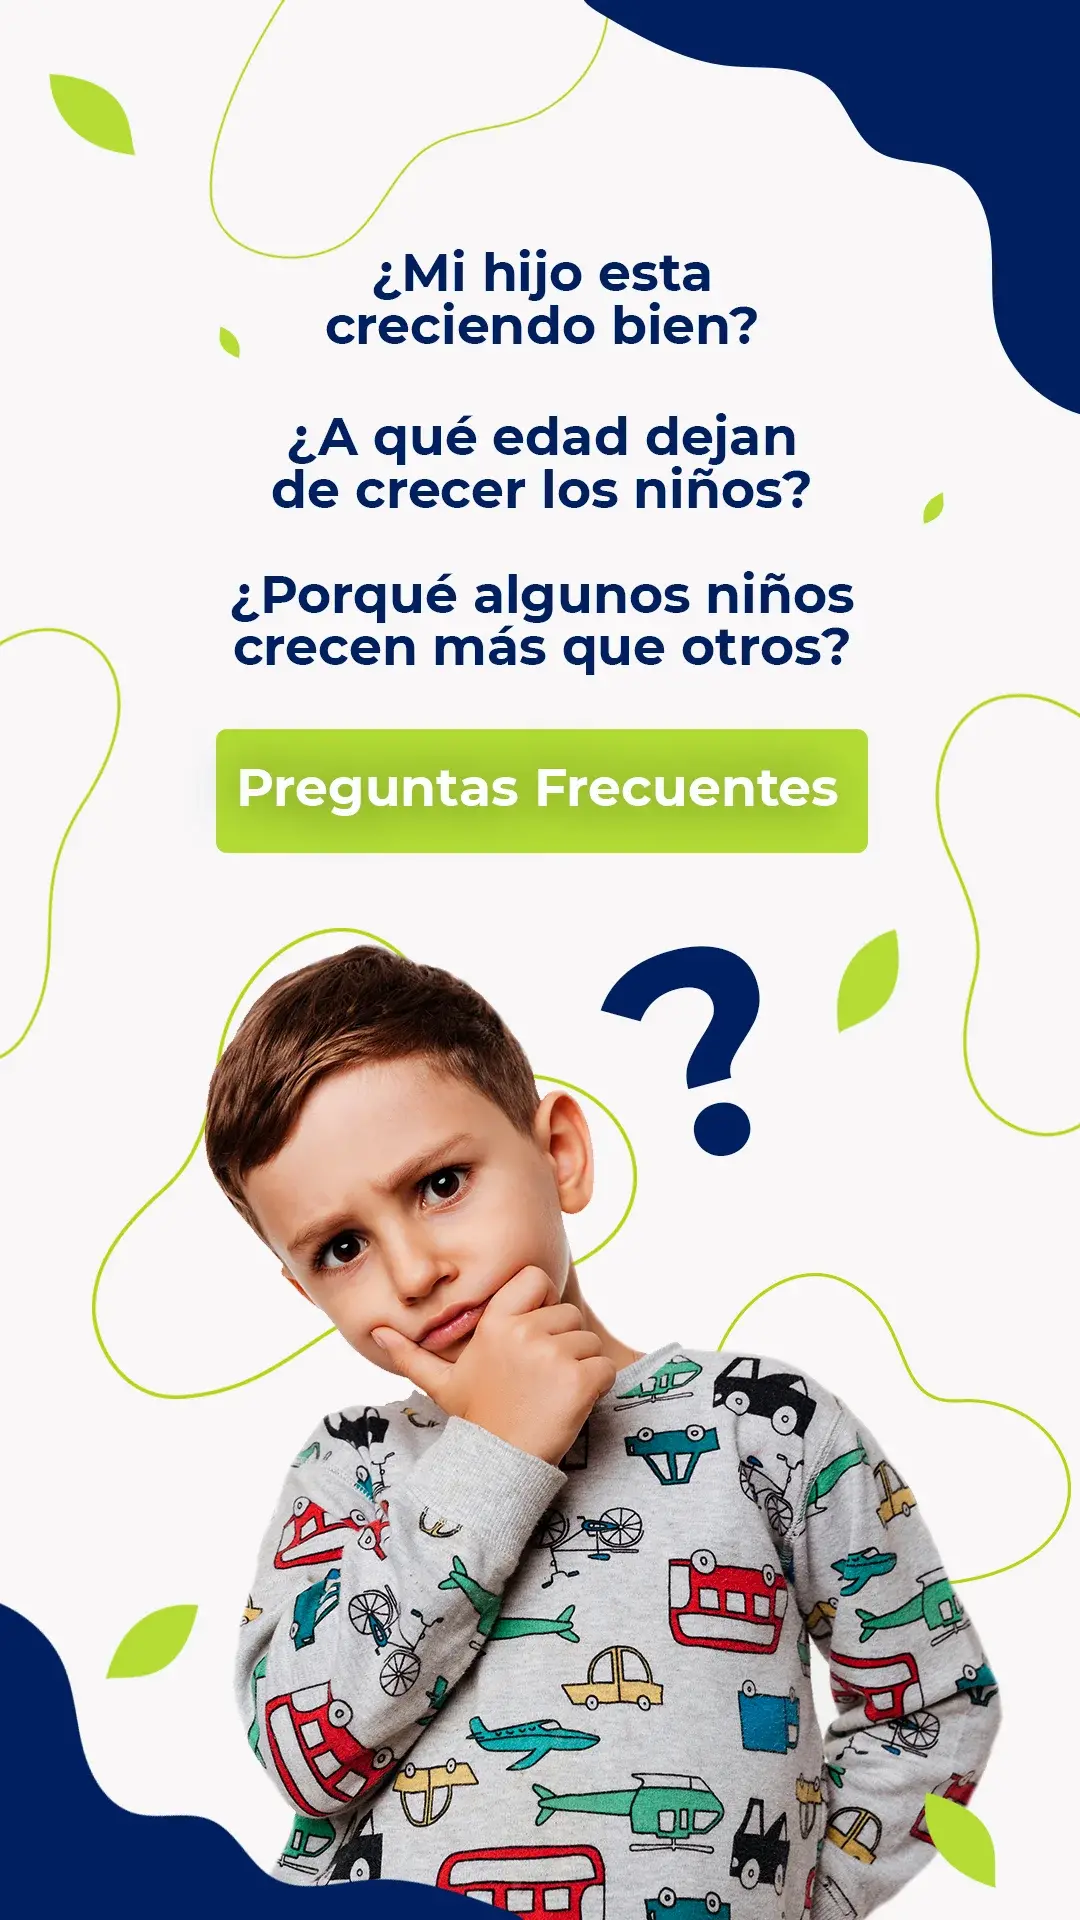 ¿Mi hijo esta
creciendo bien?
¿A qué edad dejan
de crecer los niños?
¿Porqué algunos niños
crecen más que otros?
Preguntas Frecuentes
?